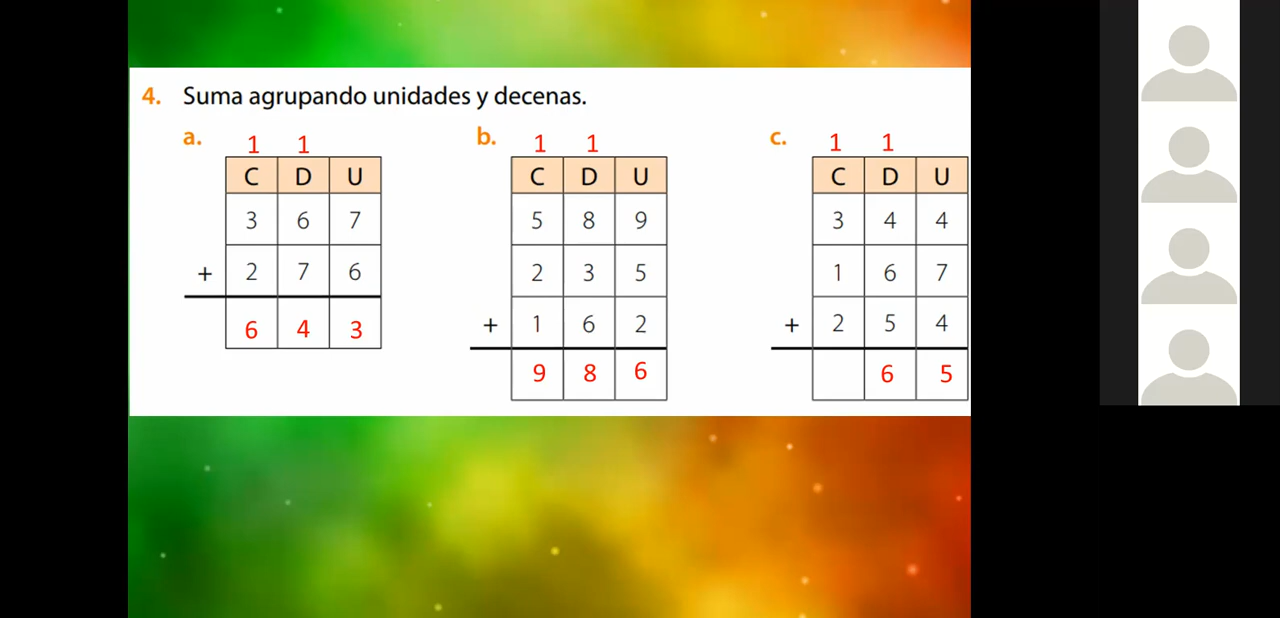 4. Suma agrupando unidades y decenas.
a. 1 1
C D U
3 6 7
+ 2 7 6
6 4 3
b. 1 1
C D U
5 8 9
2 3 5
+ 1 6 2
9 8 6
c. 1 1
C D U
3 4 4
1 6 7
+ 2 5 4
6 5